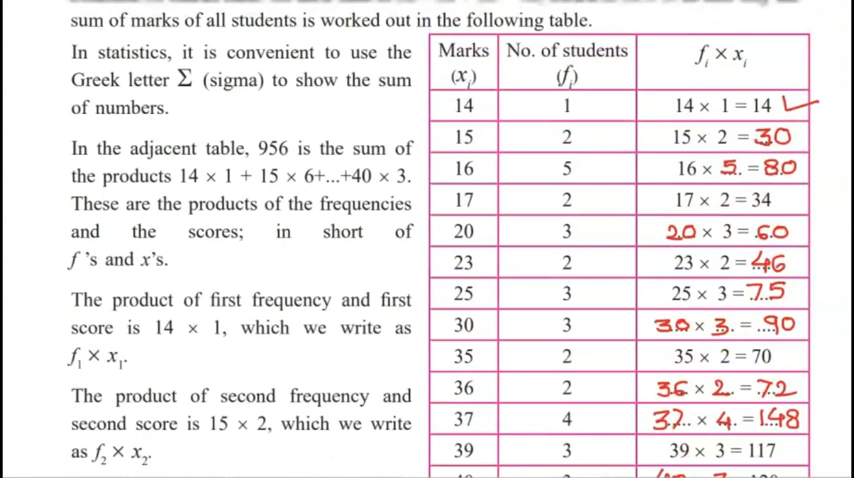 sum of marks of all students is worked out in the following table.
In statistics, it is convenient to use the
Greek letter Σ (sigma) to show the sum
of numbers.
In the adjacent table, 956 is the sum of
the products 14 × 1 + 15 × 6+...+40 × 3.
These are the products of the frequencies
and the scores; in short of
f 's and x's.
The product of first frequency and first
score is 14 × 1, which we write as
f₁ × x₁.
The product of second frequency and
second score is 15 × 2, which we write
as f₂ × x₂.
Marks (xᵢ) No. of students (fᵢ) fᵢ × xᵢ
14 1 14 × 1 = 14
15 2 15 × 2 = 30
16 5 16 × 5. = 80
17 2 17 × 2 = 34
20 3 20 × 3 = 60
23 2 23 × 2 = 46
25 3 25 × 3 = 75
30 3 30 × 3. = ...90
35 2 35 × 2 = 70
36 2 36 × 2. = 72
37 4 37.. × 4. = 148
39 3 39 × 3 = 117